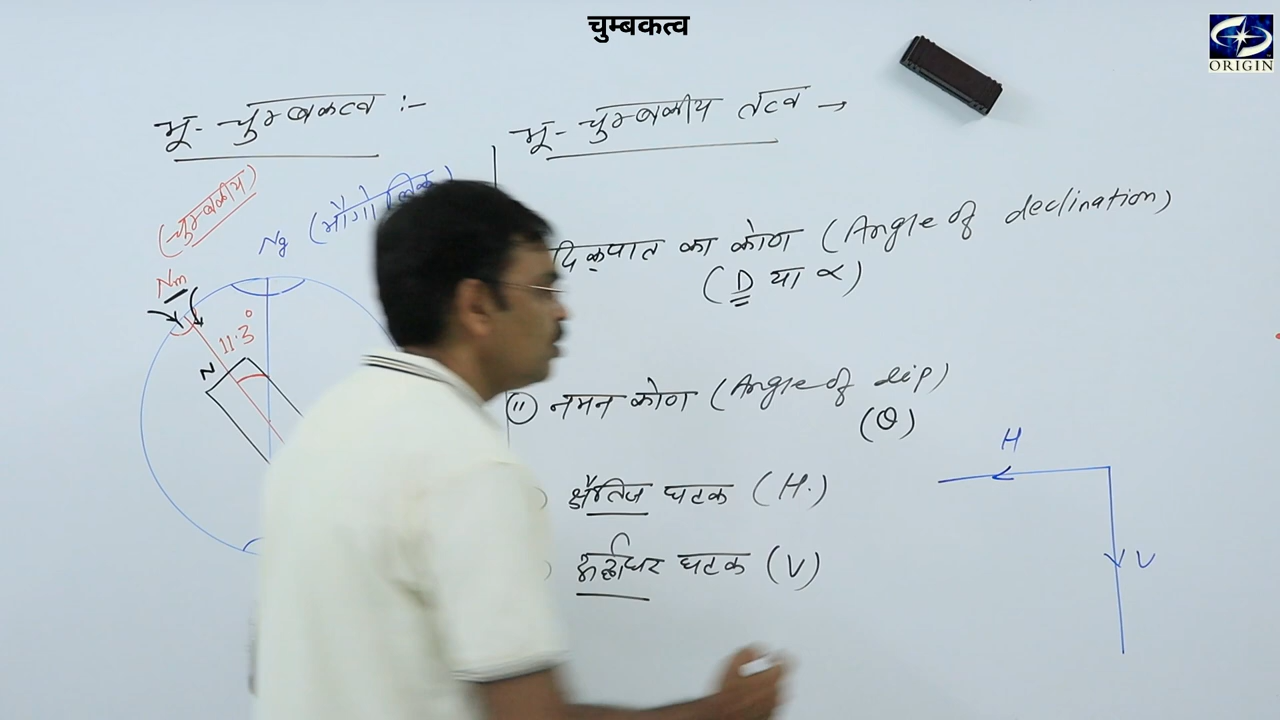 चुम्बकत्व
ORIGIN
भू- चुम्बकत्व :-
(चुम्बकीय)
Ng (भौगोलिक)
Nm
11.3°
N
भू- चुम्बकीय तत्व →
दिक्पात का कोण (Angle of declination)
(D या α)
(ii) नमन कोण (Angle of dip)
(θ)
क्षैतिज घटक (H.)
ऊर्ध्वाधर घटक (V)
H
V